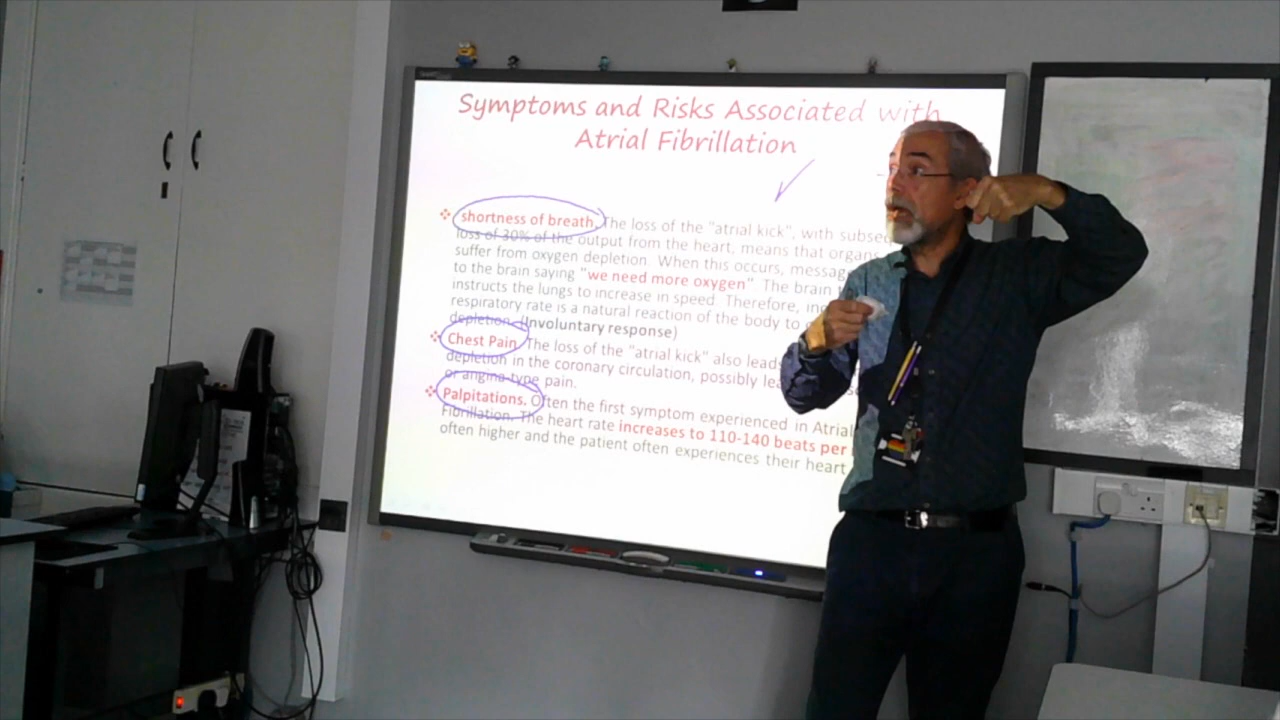 Symptoms and Risks Associated with
Atrial Fibrillation
shortness of breath. The loss of the "atrial kick", with subseq
loss of 30% of the output from the heart, means that organs
suffer from oxygen depletion. When this occurs, messag
to the brain saying "we need more oxygen". The brain
instructs the lungs to increase in speed. Therefore, inc
respiratory rate is a natural reaction of the body to
depletion. (Involuntary response)
Chest Pain. The loss of the "atrial kick" also lead
depletion in the coronary circulation, possibly
or angina-type pain.
Palpitations. Often the first symptom experienced in Atrial
Fibrillation. The heart rate increases to 110-140 beats per
often higher and the patient often experiences their heart